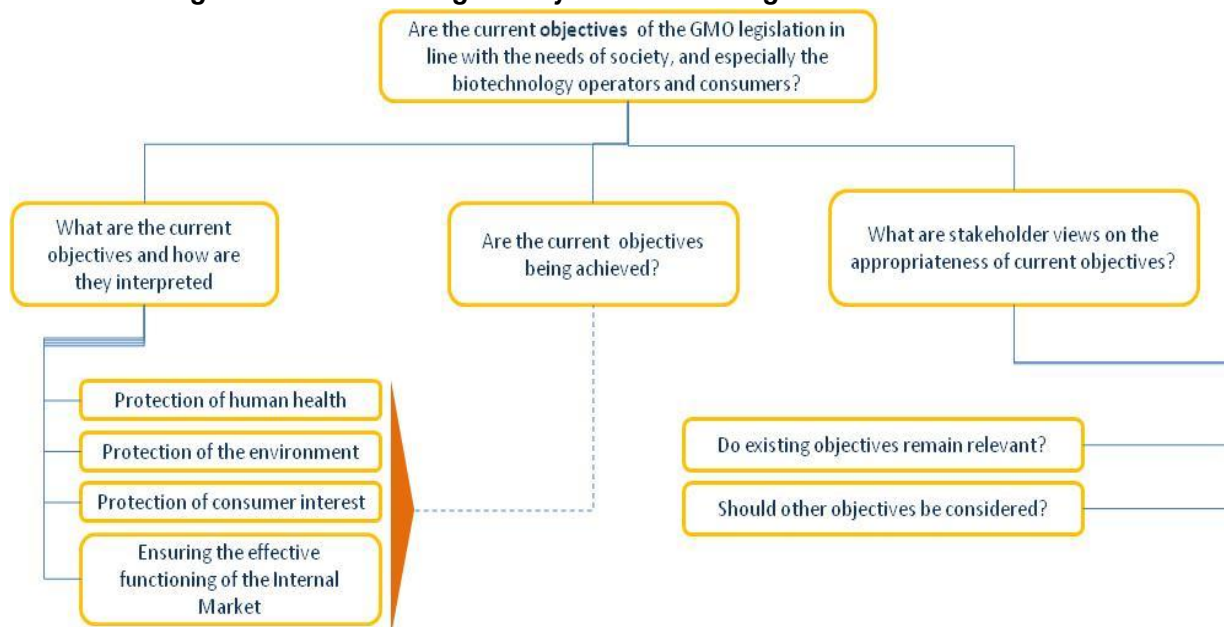 Are the current objectives of the GMO legislation in
line with the needs of society, and especially the
biotechnology operators and consumers?
What are the current
objectives and how are
they interpreted
Are the current objectives
being achieved?
What are stakeholder views on the
appropriateness of current objectives?
Protection of human health
Protection of the environment
Protection of consumer interest
Ensuring the effective
functioning of the Internal
Market
Do existing objectives remain relevant?
Should other objectives be considered?